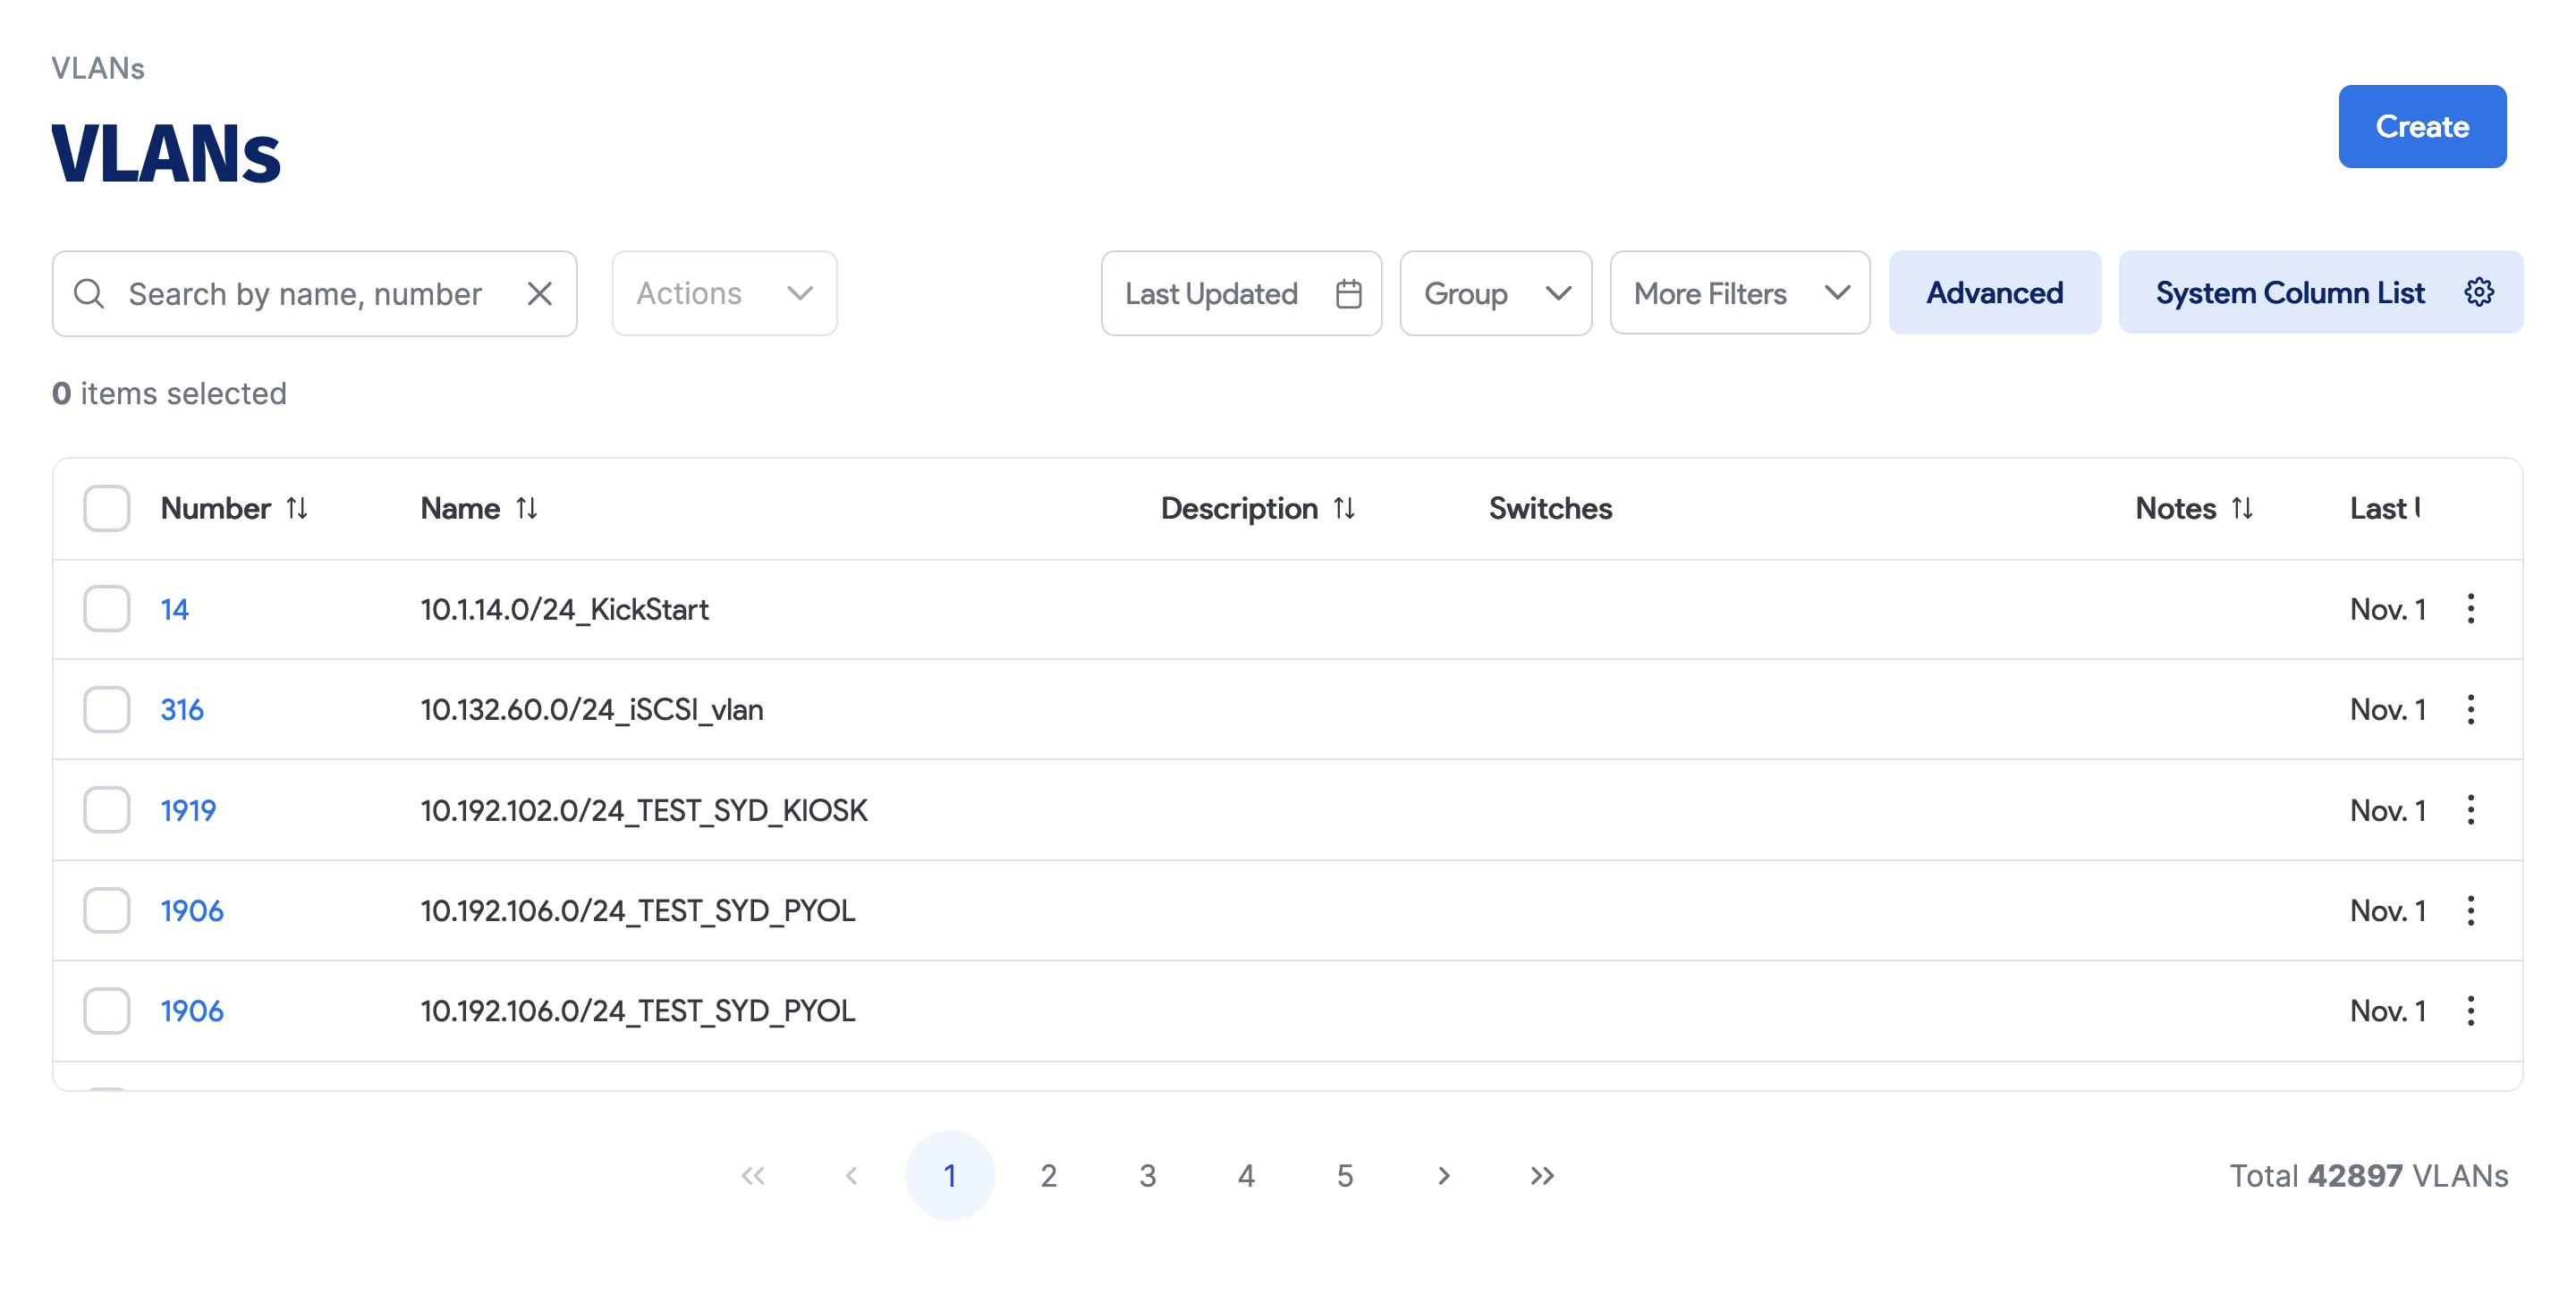 VLANs
VLANs
Create
Search by name, number
Actions
Last Updated
Group
More Filters
Advanced
System Column List
0 items selected
Number Name Description Switches Notes Last
14 10.1.14.0/24_KickStart Nov. 1
316 10.132.60.0/24_iSCSI_vlan Nov. 1
1919 10.192.102.0/24_TEST_SYD_KIOSK Nov. 1
1906 10.192.106.0/24_TEST_SYD_PYOL Nov. 1
1906 10.192.106.0/24_TEST_SYD_PYOL Nov. 1
1 2 3 4 5
Total 42897 VLANs